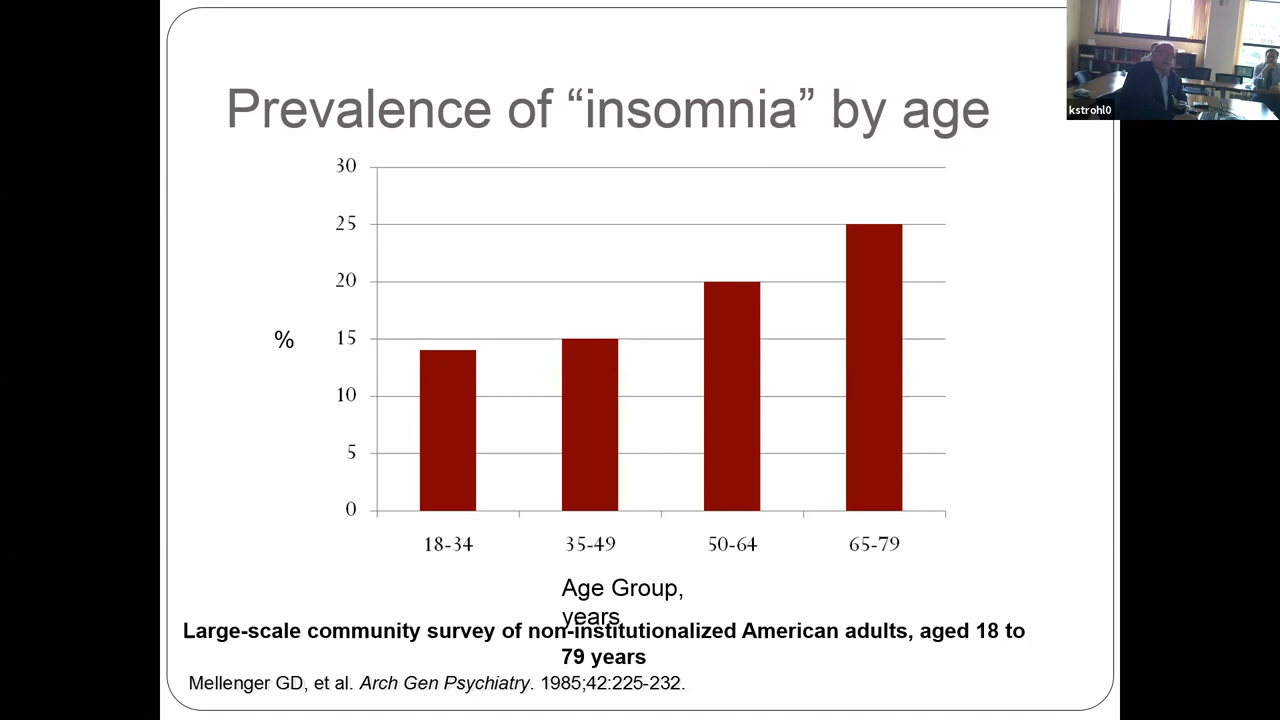 kstrohl0
Prevalence of “insomnia” by age
30
25
20
15
10
5
0
%
18-34 35-49 50-64 65-79
Age Group,
years
Large-scale community survey of non-institutionalized American adults, aged 18 to
79 years
Mellenger GD, et al. Arch Gen Psychiatry. 1985;42:225-232.